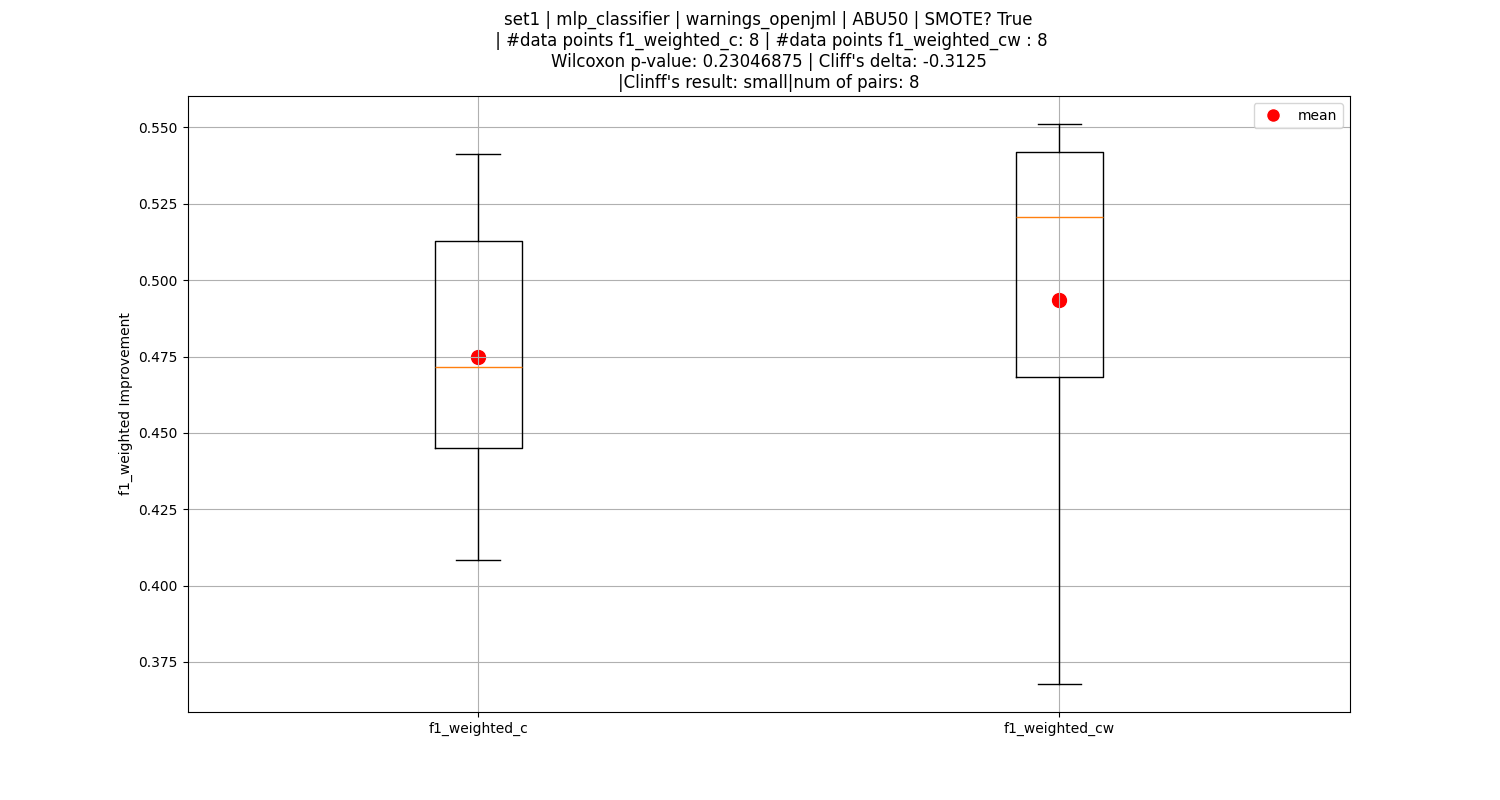 set1 | mlp_classifier | warnings_openjml | ABU50 | SMOTE? True
| #data points f1_weighted_c: 8 | #data points f1_weighted_cw : 8
Wilcoxon p-value: 0.23046875 | Cliff's delta: -0.3125
|Clinff's result: small|num of pairs: 8
mean
0.550
0.525
0.500
0.475
0.450
0.425
0.400
0.375
f1_weighted Improvement
f1_weighted_c
f1_weighted_cw